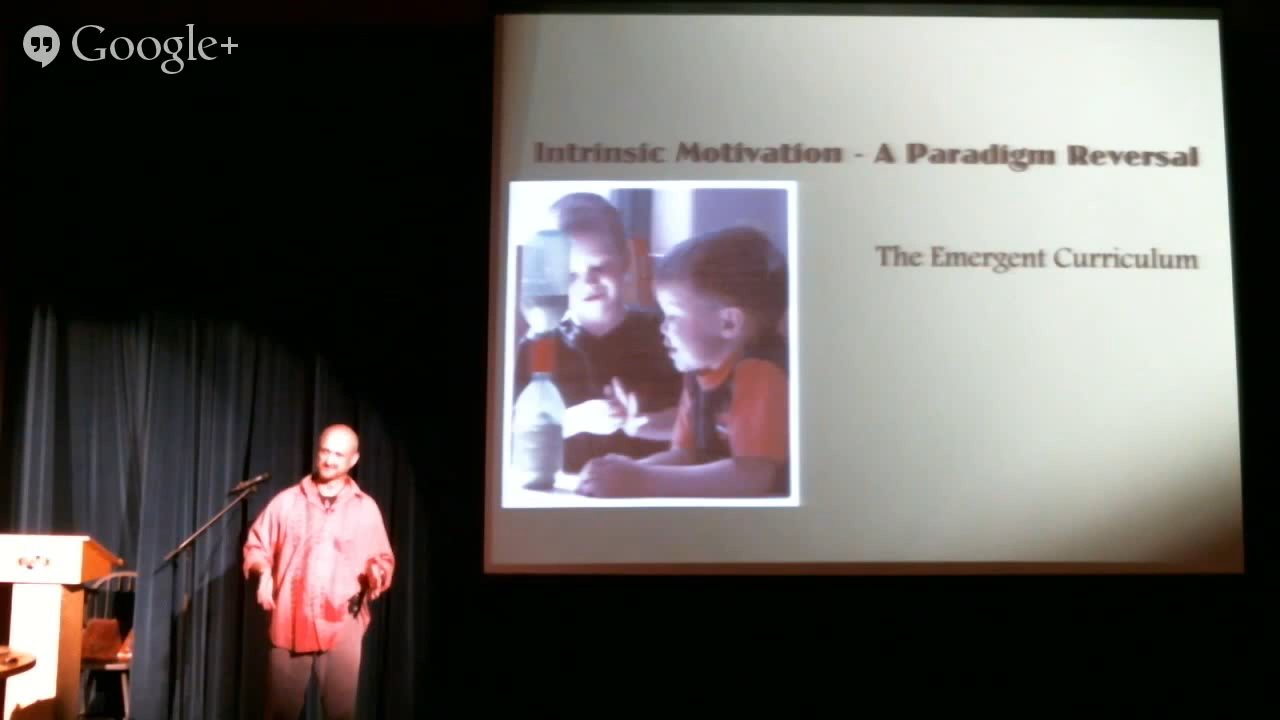 Google+
Intrinsic Motivation - A Paradigm Reversal
The Emergent Curriculum